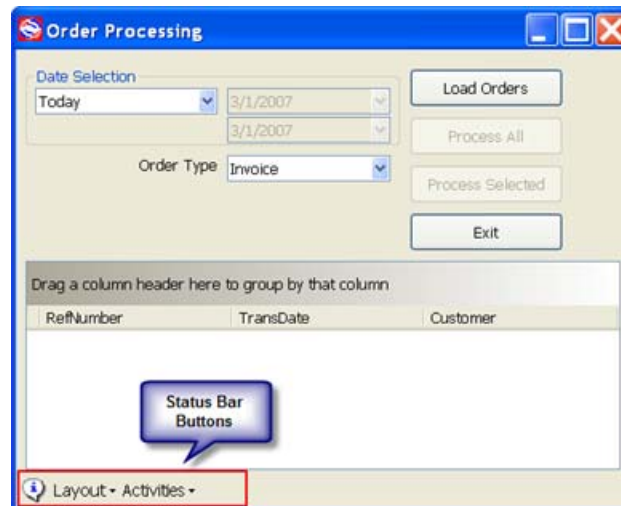 Order Processing
Date Selection
Today
3/1/2007
3/1/2007
Order Type
Invoice
Load Orders
Process All
Process Selected
Exit
Drag a column header here to group by that column
RefNumber TransDate Customer
Status Bar
Buttons
Layout Activities